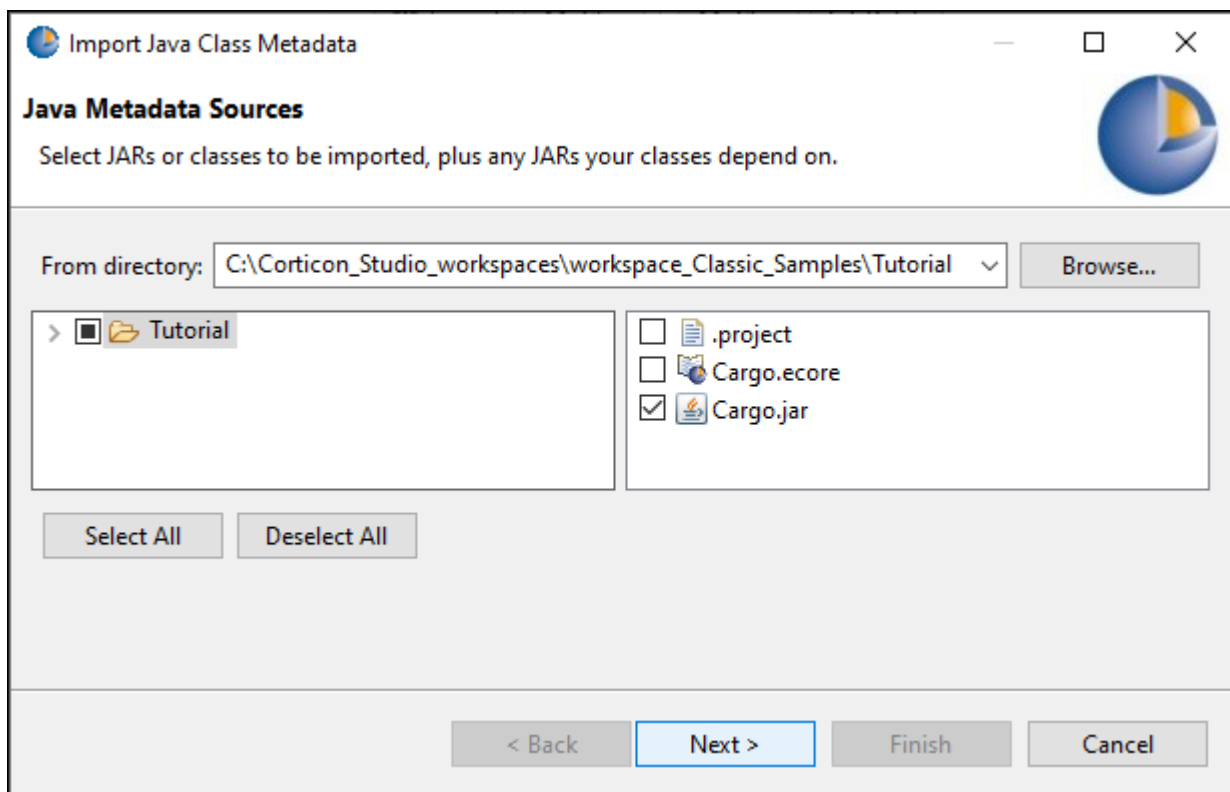 Import Java Class Metadata
Java Metadata Sources
Select JARs or classes to be imported, plus any JARs your classes depend on.
From directory: C:\Corticon_Studio_workspaces\workspace_Classic_Samples\Tutorial Browse...
Tutorial
.project
Cargo.ecore
Cargo.jar
Select All Deselect All
< Back Next > Finish Cancel